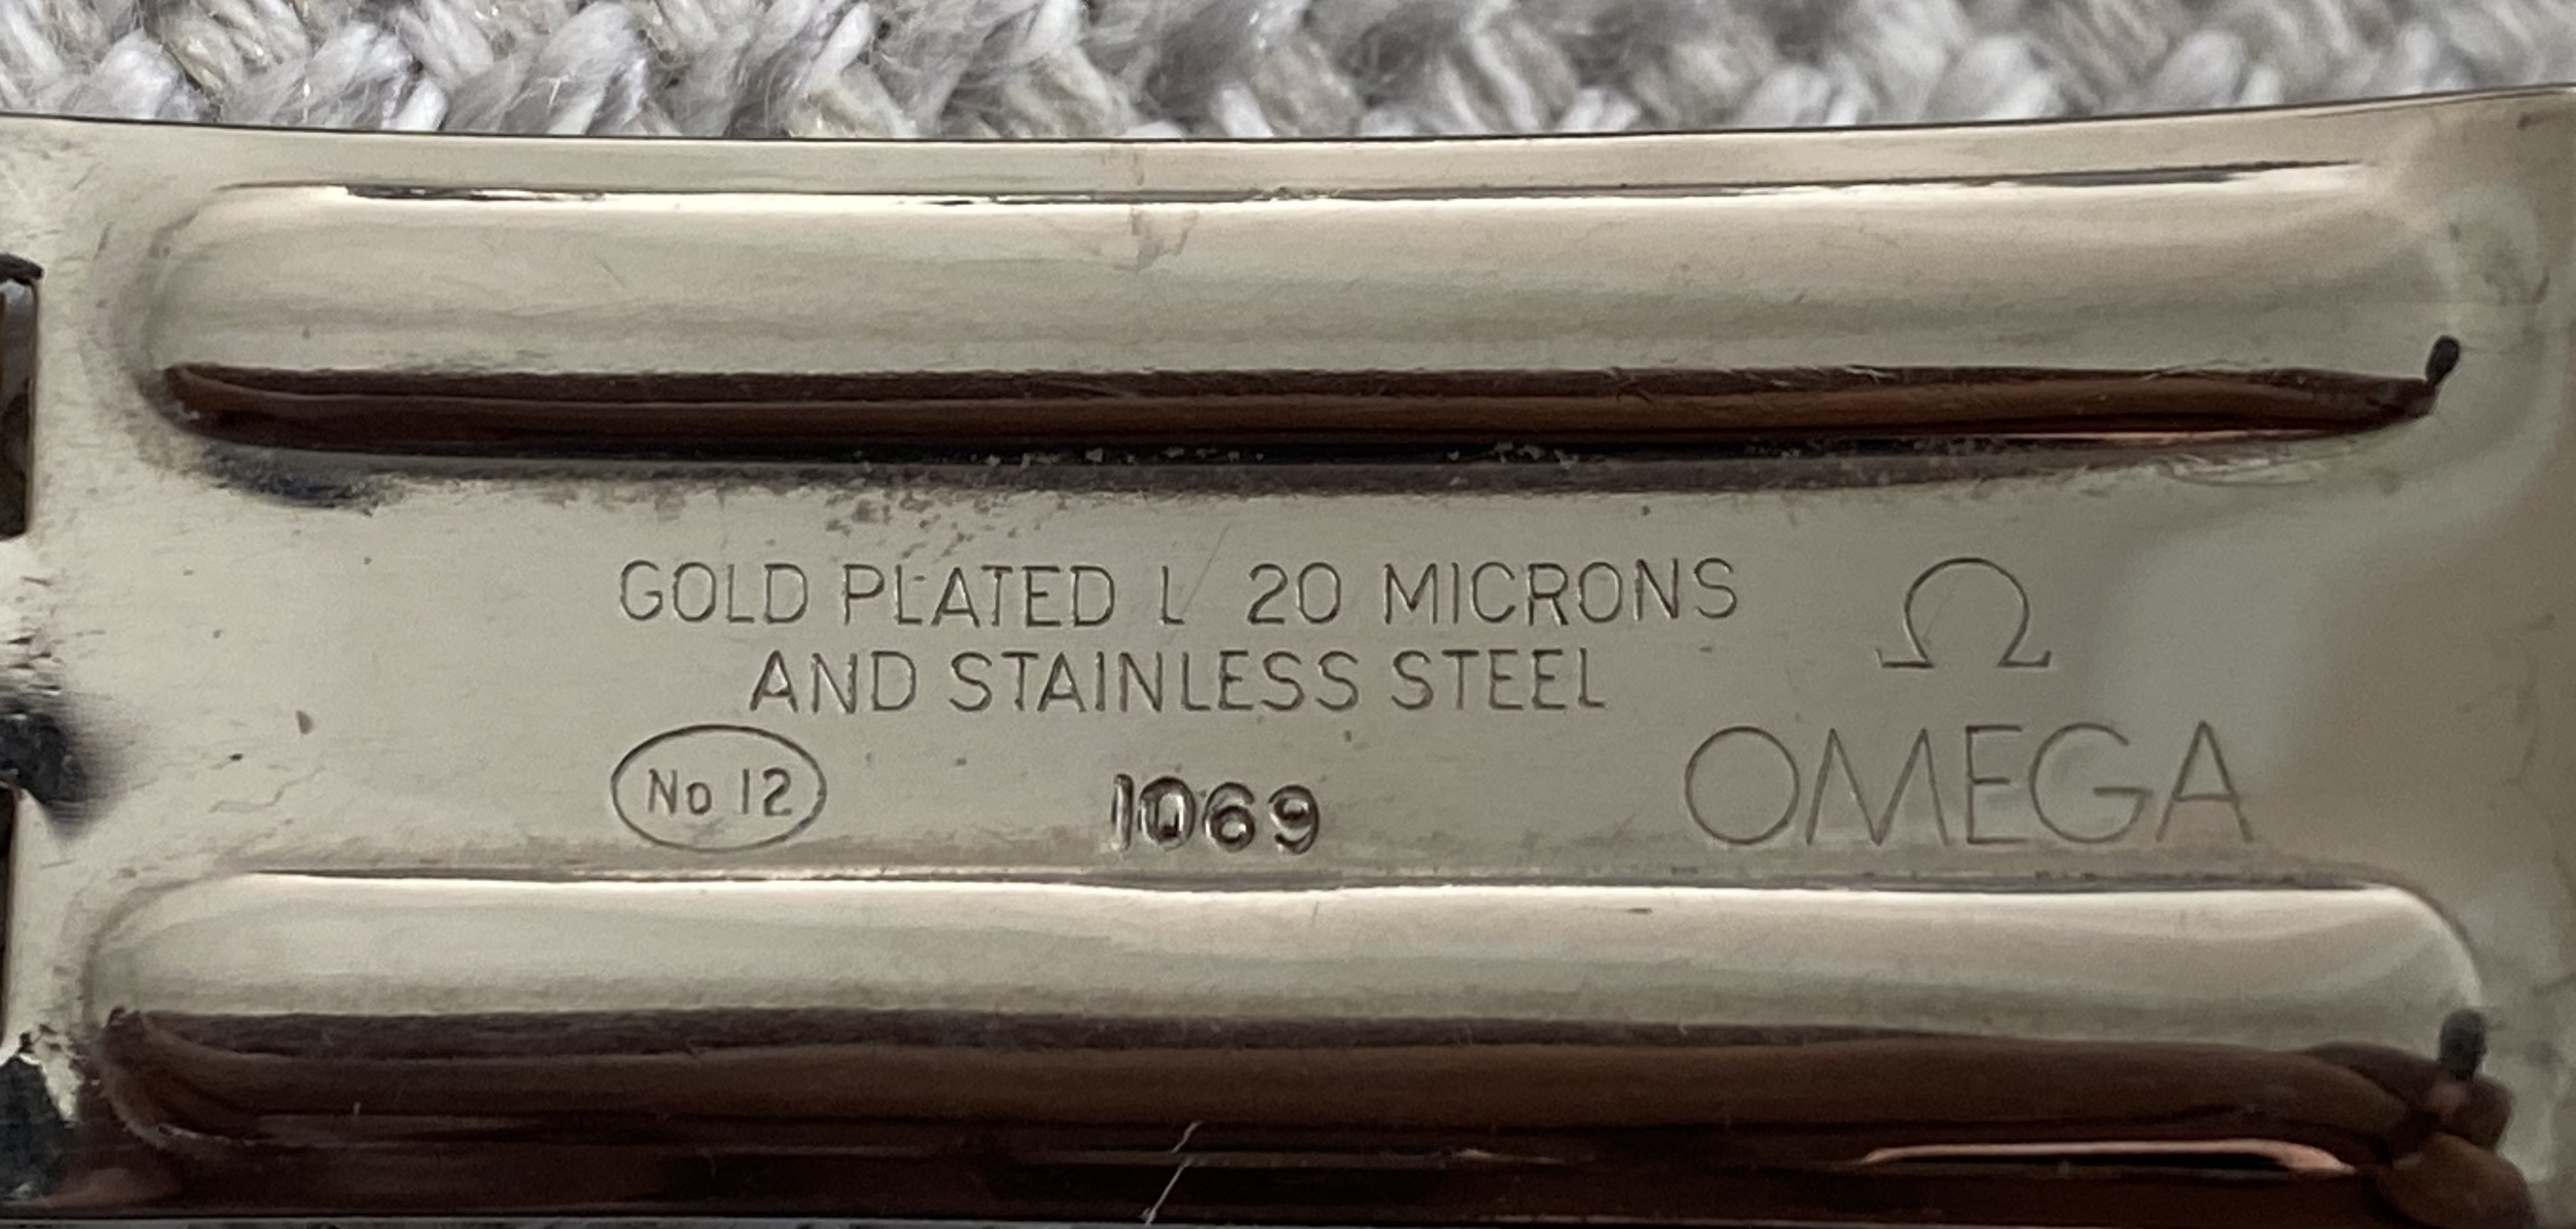 GOLD PLATED L 20 MICRONS
AND STAINLESS STEEL
No 12
1069
Ω
OMEGA